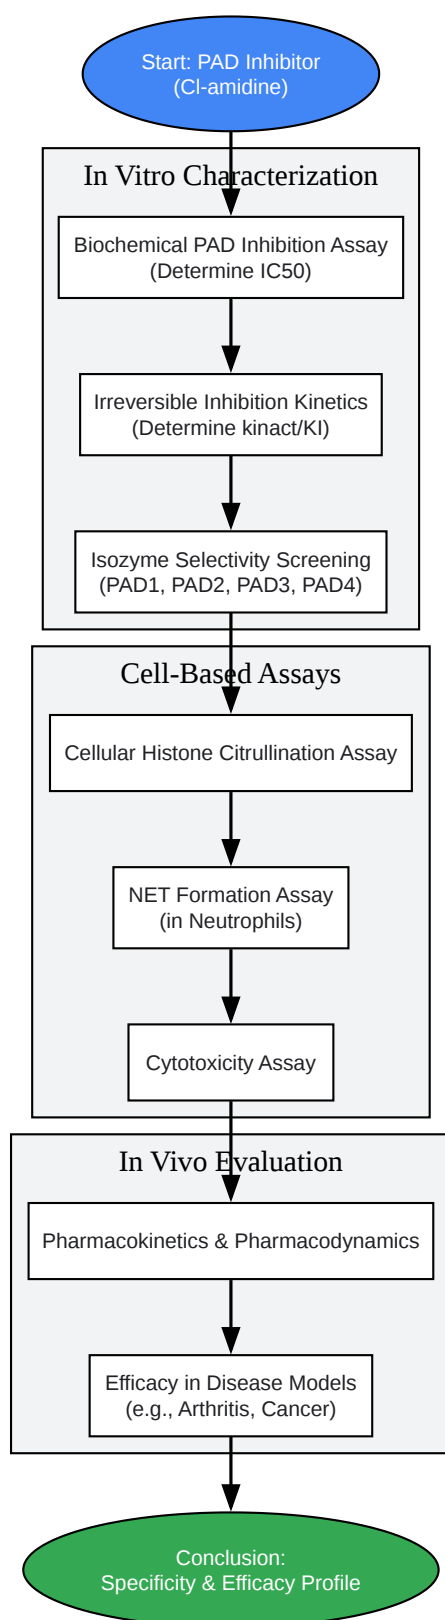 Start: PAD Inhibitor
(Cl-amidine)
In Vitro Characterization
Biochemical PAD Inhibition Assay
(Determine IC50)
Irreversible Inhibition Kinetics
(Determine kinact/KI)
Isozyme Selectivity Screening
(PAD1, PAD2, PAD3, PAD4)
Cell-Based Assays
Cellular Histone Citrullination Assay
NET Formation Assay
(in Neutrophils)
Cytotoxicity Assay
In Vivo Evaluation
Pharmacokinetics & Pharmacodynamics
Efficacy in Disease Models
(e.g., Arthritis, Cancer)
Conclusion:
Specificity & Efficacy Profile